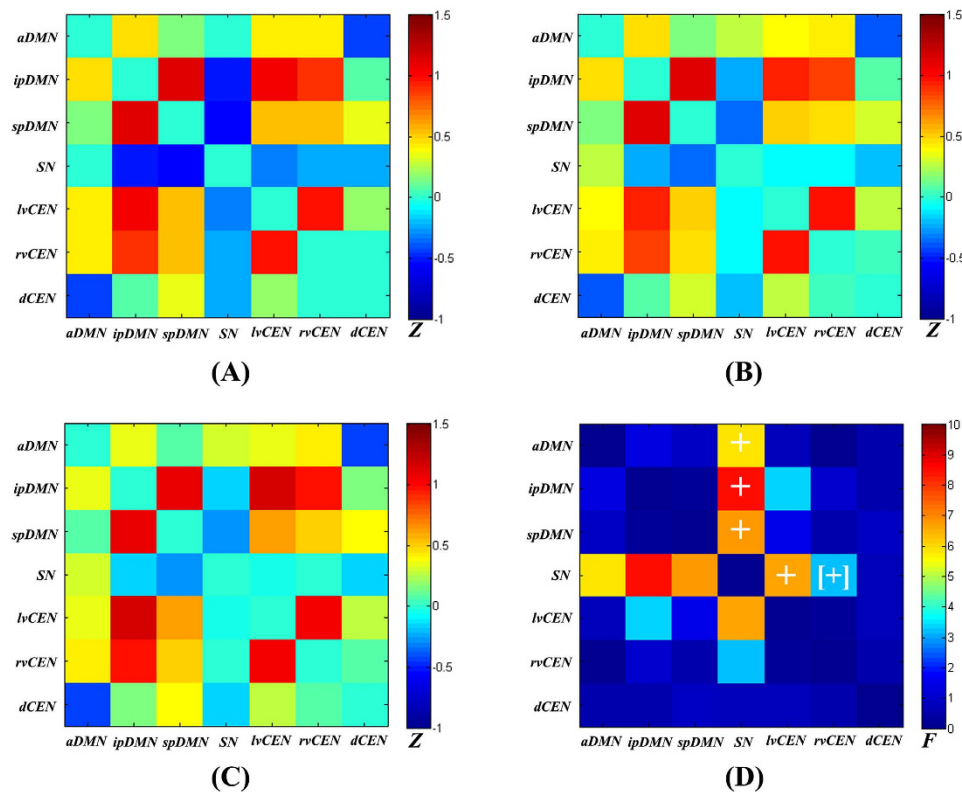 aDMN
ipDMN
spDMN
SN
lvCEN
rvCEN
dCEN
aDMN ipDMN spDMN SN lvCEN rvCEN dCEN
1.5
1
0.5
0
-0.5
-1
Z
(A)
aDMN
ipDMN
spDMN
SN
lvCEN
rvCEN
dCEN
aDMN ipDMN spDMN SN lvCEN rvCEN dCEN
1.5
1
0.5
0
-0.5
-1
Z
(B)
aDMN
ipDMN
spDMN
SN
lvCEN
rvCEN
dCEN
aDMN ipDMN spDMN SN lvCEN rvCEN dCEN
1.5
1
0.5
0
-0.5
-1
Z
(C)
aDMN
ipDMN
spDMN
SN
lvCEN
rvCEN
dCEN
+
+
+
+ [+]
aDMN ipDMN spDMN SN lvCEN rvCEN dCEN
10
9
8
7
6
5
4
3
2
1
0
F
(D)